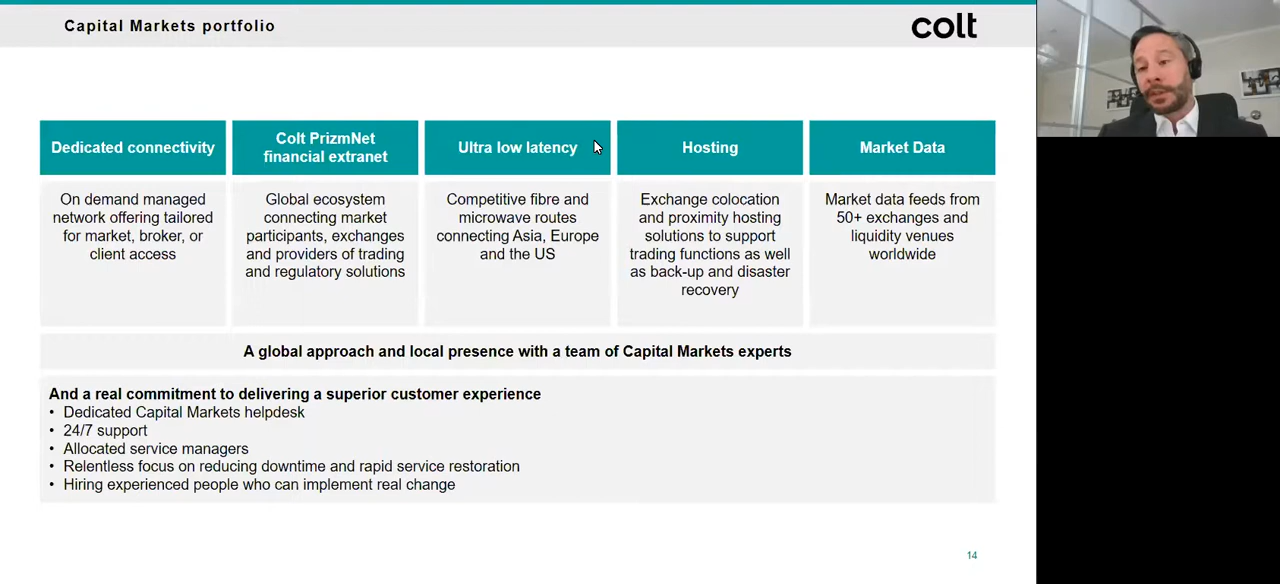 Capital Markets portfolio
colt
Dedicated connectivity
On demand managed
network offering tailored
for market, broker, or
client access
Colt PrizmNet
financial extranet
Global ecosystem
connecting market
participants, exchanges
and providers of trading
and regulatory solutions
Ultra low latency
Competitive fibre and
microwave routes
connecting Asia, Europe
and the US
Hosting
Exchange colocation
and proximity hosting
solutions to support
trading functions as well
as back-up and disaster
recovery
Market Data
Market data feeds from
50+ exchanges and
liquidity venues
worldwide
A global approach and local presence with a team of Capital Markets experts
And a real commitment to delivering a superior customer experience
• Dedicated Capital Markets helpdesk
• 24/7 support
• Allocated service managers
• Relentless focus on reducing downtime and rapid service restoration
• Hiring experienced people who can implement real change
14